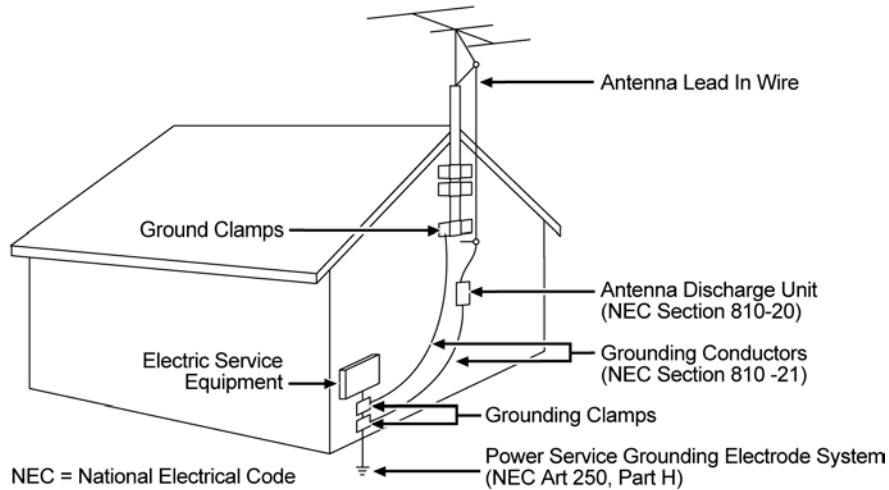 Antenna Lead In Wire
Ground Clamps
Antenna Discharge Unit
(NEC Section 810-20)
Electric Service
Equipment
Grounding Conductors
(NEC Section 810 -21)
Grounding Clamps
Power Service Grounding Electrode System
(NEC Art 250, Part H)
NEC = National Electrical Code